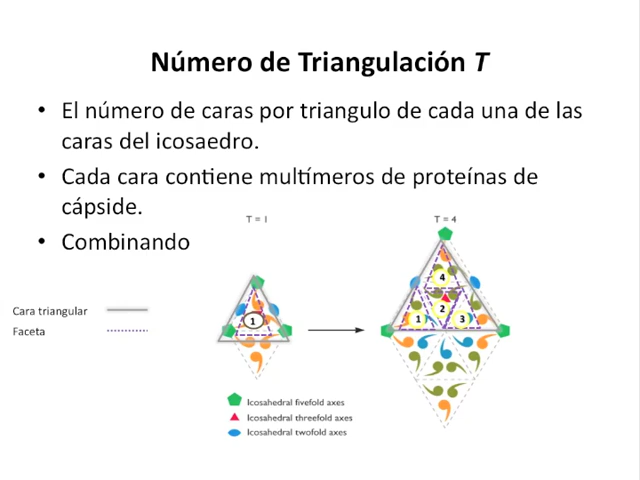 Número de Triangulación T
• El número de caras por triangulo de cada una de las
caras del icosaedro.
• Cada cara contiene multímeros de proteínas de
cápside.
• Combinando
T = 1
T = 4
Cara triangular
Faceta
1
4
2
1
3
Icosahedral fivefold axes
Icosahedral threefold axes
Icosahedral twofold axes